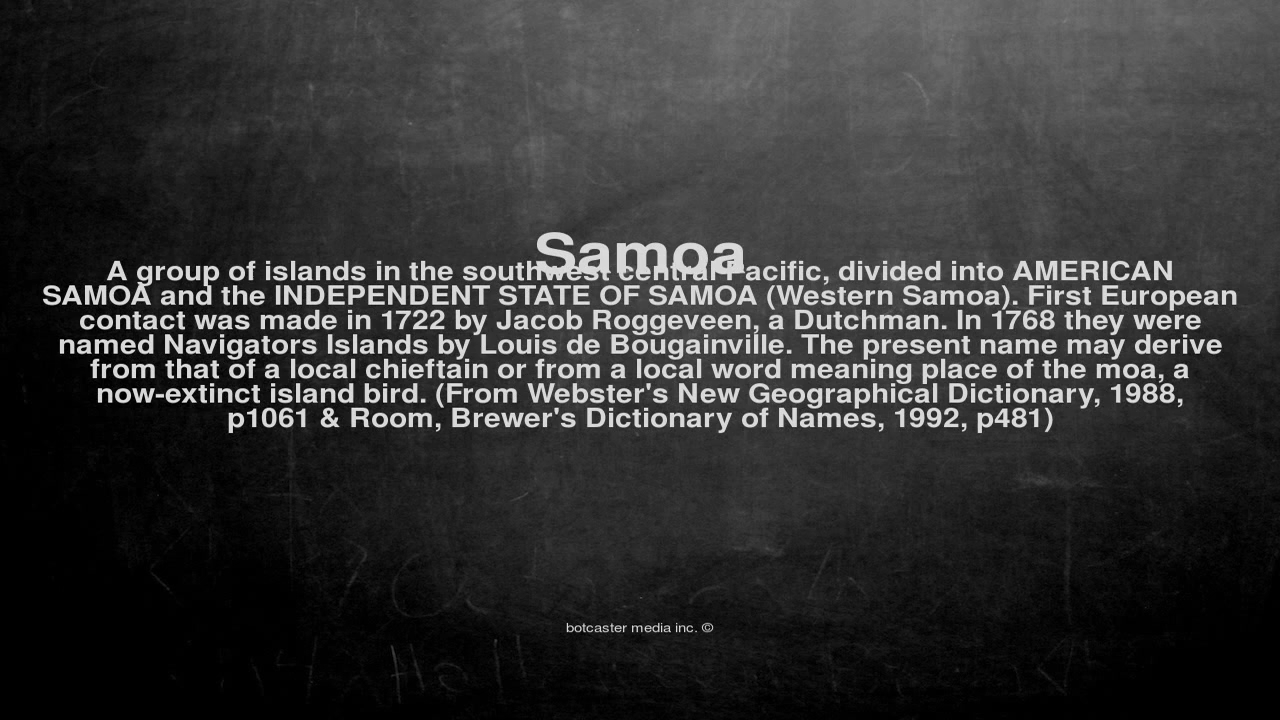 Samoa
A group of islands in the southwest central Pacific, divided into AMERICAN
SAMOA and the INDEPENDENT STATE OF SAMOA (Western Samoa). First European
contact was made in 1722 by Jacob Roggeveen, a Dutchman. In 1768 they were
named Navigators Islands by Louis de Bougainville. The present name may derive
from that of a local chieftain or from a local word meaning place of the moa, a
now-extinct island bird. (From Webster's New Geographical Dictionary, 1988,
p1061 & Room, Brewer's Dictionary of Names, 1992, p481)
botcaster media inc. ©